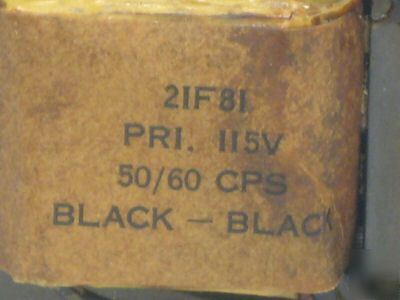 21F81
PRI. 115V
50/60 CPS
BLACK – BLACK